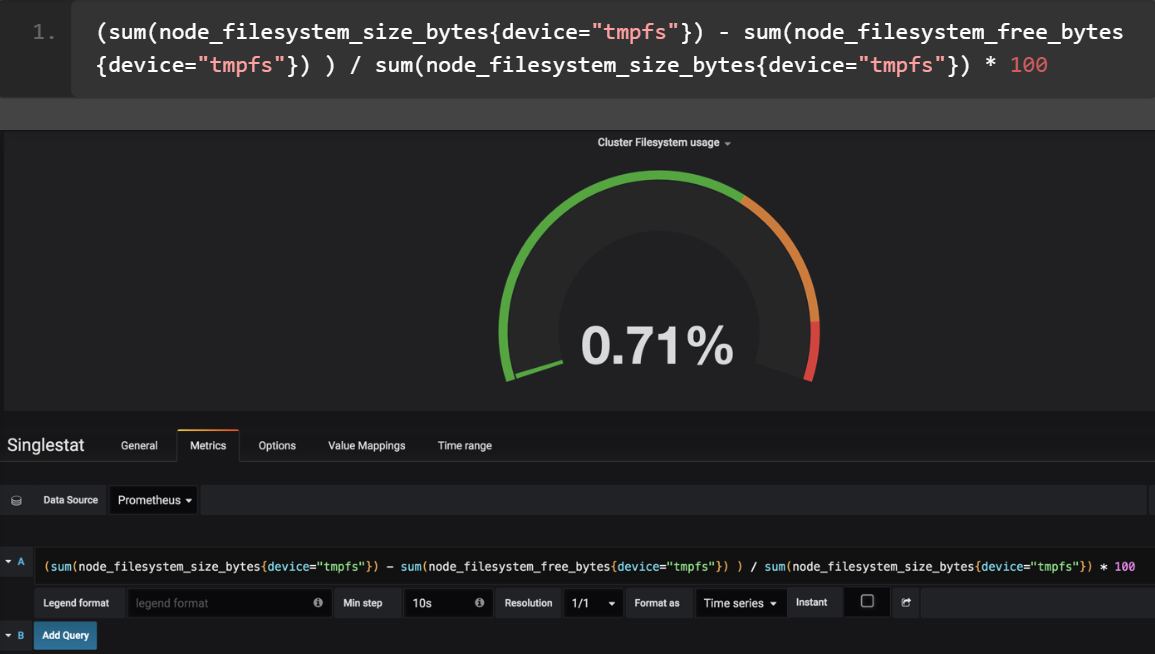 1. (sum(node_filesystem_size_bytes{device="tmpfs"}) - sum(node_filesystem_free_bytes
{device="tmpfs"}) ) / sum(node_filesystem_size_bytes{device="tmpfs"}) * 100
Cluster Filesystem usage
0.71%
Singlestat General Metrics Options Value Mappings Time range
Data Source Prometheus
A (sum(node_filesystem_size_bytes{device="tmpfs"}) - sum(node_filesystem_free_bytes{device="tmpfs"}) ) / sum(node_filesystem_size_bytes{device="tmpfs"}) * 100
Legend format legend format Min step 10s Resolution 1/1 Format as Time series Instant
B Add Query